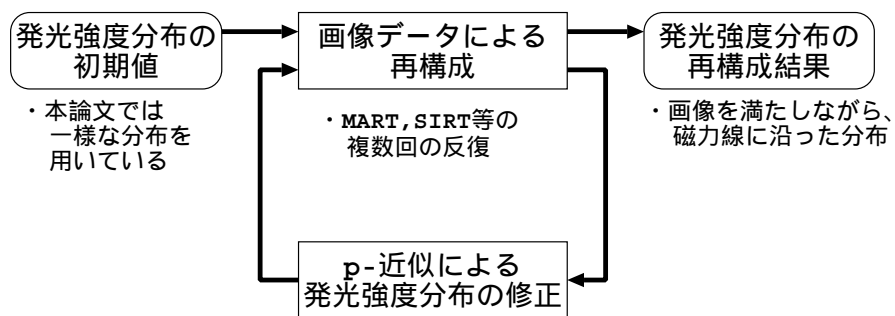 発光強度分布の
初期値
・本論文では
一様な分布を
用いている
画像データによる
再構成
・MART,SIRT等の
複数回の反復
発光強度分布の
再構成結果
・画像を満たしながら、
磁力線に沿った分布
p-近似による
発光強度分布の修正